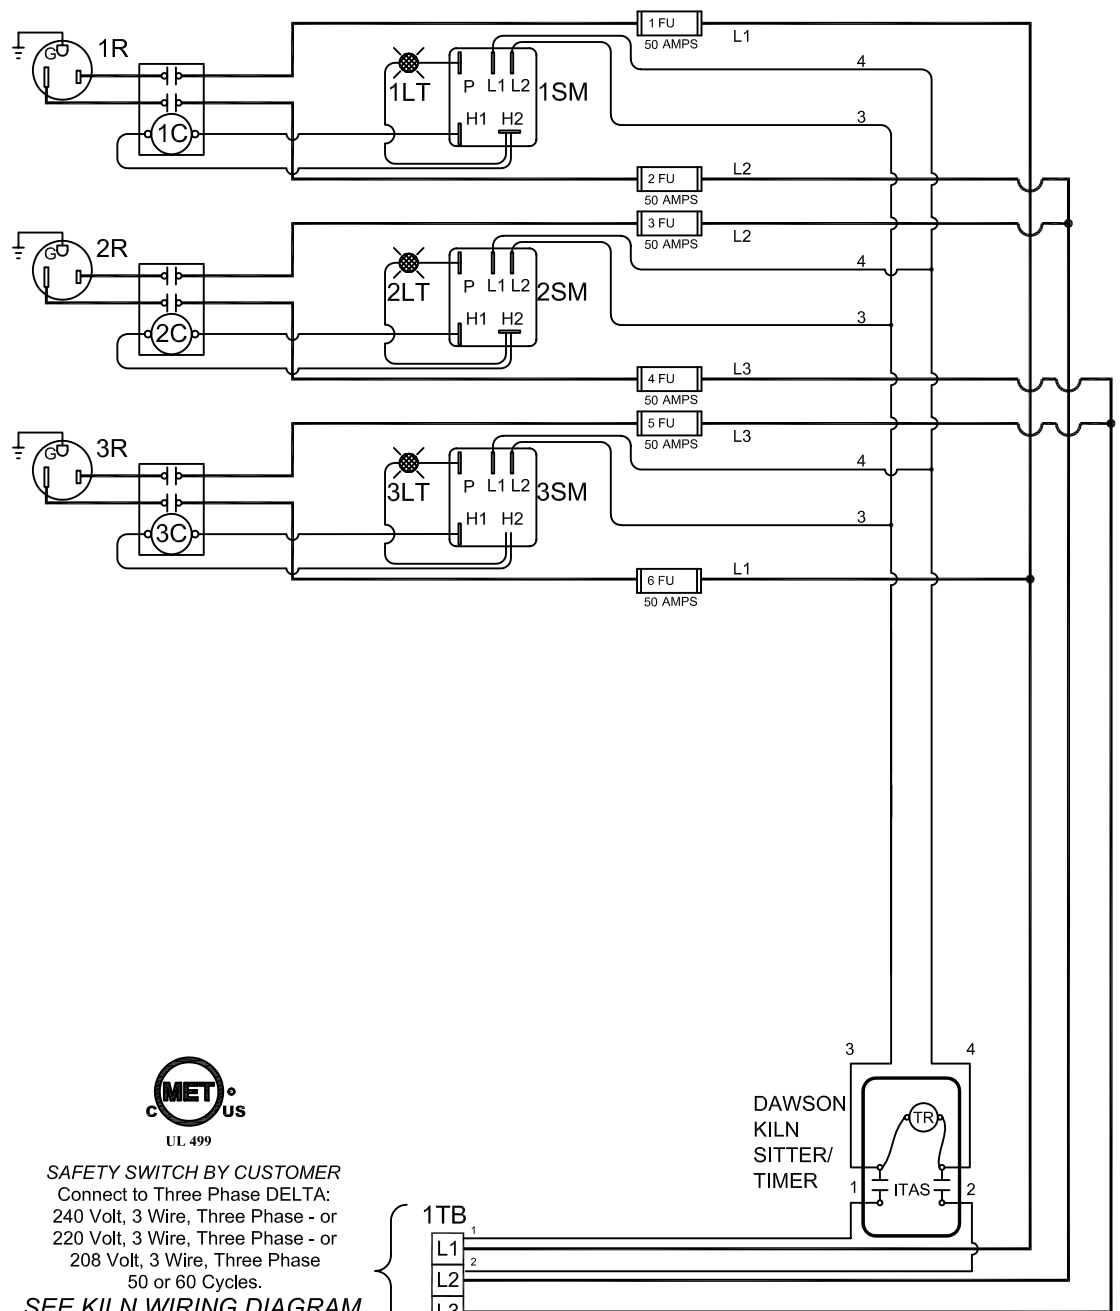 1 FU
50 AMPS
L1
G
1R
1LT
P L1 L2
1SM
4
H1 H2
3
1C
2 FU
L2
50 AMPS
3 FU
50 AMPS
L2
G
2R
2LT
P L1 L2
2SM
4
H1 H2
3
2C
4 FU
L3
50 AMPS
5 FU
50 AMPS
L3
G
3R
3LT
P L1 L2
3SM
4
H1 H2
3
3C
6 FU
L1
50 AMPS
3
4
DAWSON
KILN
SITTER/
TIMER
TR
1
ITAS
2
MET
C US
UL 499
SAFETY SWITCH BY CUSTOMER
Connect to Three Phase DELTA:
240 Volt, 3 Wire, Three Phase - or
220 Volt, 3 Wire, Three Phase - or
208 Volt, 3 Wire, Three Phase
50 or 60 Cycles.
SEE KILN WIRING DIAGRAM
1TB
1
L1
2
L2
L3